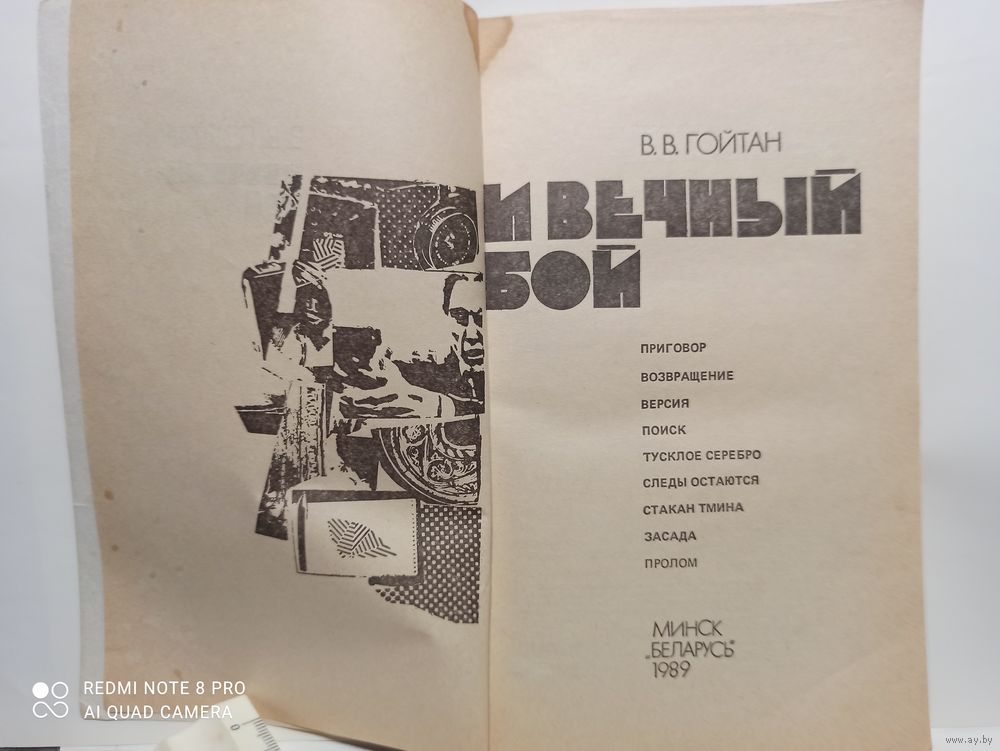 В. В. ГОЙТАН
И ВЕЧНЫЙ
БОЙ
ПРИГОВОР
ВОЗВРАЩЕНИЕ
ВЕРСИЯ
ПОИСК
ТУСКЛОЕ СЕРЕБРО
СЛЕДЫ ОСТАЮТСЯ
СТАКАН ТМИНА
ЗАСАДА
ПРОЛОМ
МИНСК
„БЕЛАРУСЬ“
1989
REDMI NOTE 8 PRO
AI QUAD CAMERA
0
www.ay.by